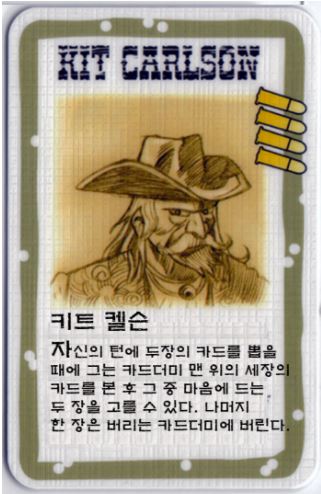 KIT CARLSON
키트 켈슨
자신의 턴에 두장의 카드를 뽑을
때에 그는 카드더미 맨 위의 세장의
카드를 본 후 그 중 마음에 드는
두 장을 고를 수 있다. 나머지
한 장은 버리는 카드더미에 버린다.